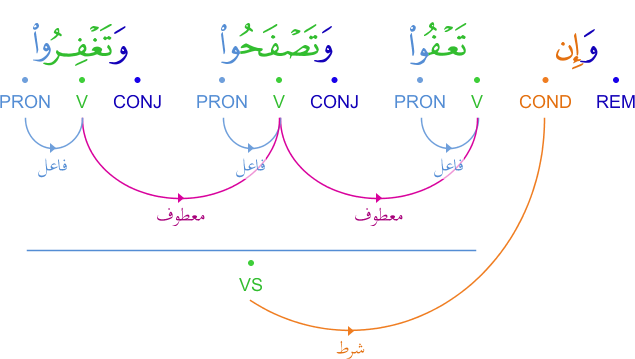 وَإِن تَعْفُوا۟ وَتَصْفَحُوا۟ وَتَغْفِرُوا۟
REM COND V PRON CONJ V PRON CONJ V PRON
فاعل فاعل فاعل
معطوف معطوف
VS
شرط